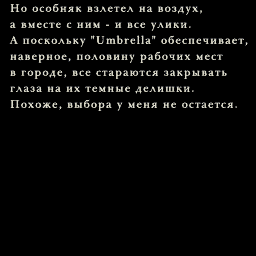 Но особняк взлетел на воздух,
а вместе с ним - и все улики.
А поскольку "Umbrella" обеспечивает,
наверное, половину рабочих мест
в городе, все стараются закрывать
глаза на их темные делишки.
Похоже, выбора у меня не остается.